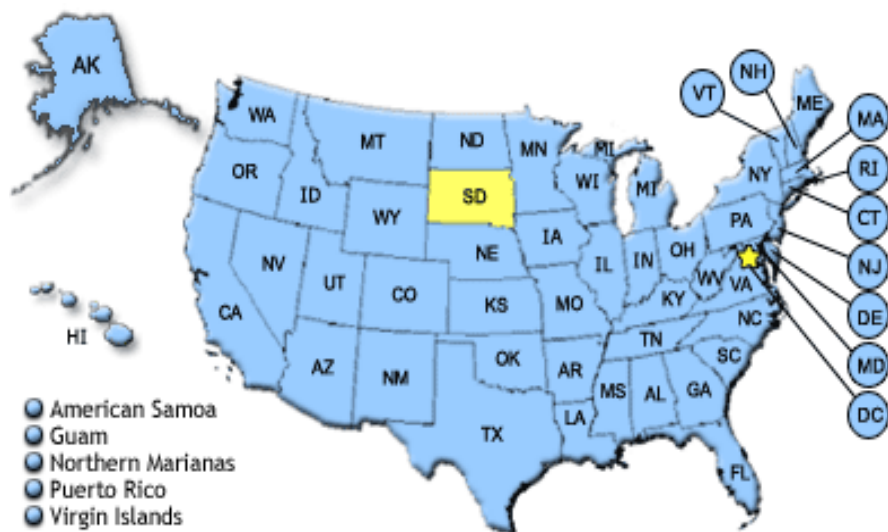 AK
NH
VT
ME
WA
MT
ND
MN
MI
MA
OR
ID
SD
WI
MI
NY
RI
WY
CT
IA
PA
NV
NE
IL
IN
OH
NJ
UT
CO
WV
VA
CA
KS
MO
KY
DE
HI
NC
TN
AZ
NM
OK
AR
SC
MD
MS
AL
GA
DC
TX
LA
FL
American Samoa
Guam
Northern Marianas
Puerto Rico
Virgin Islands